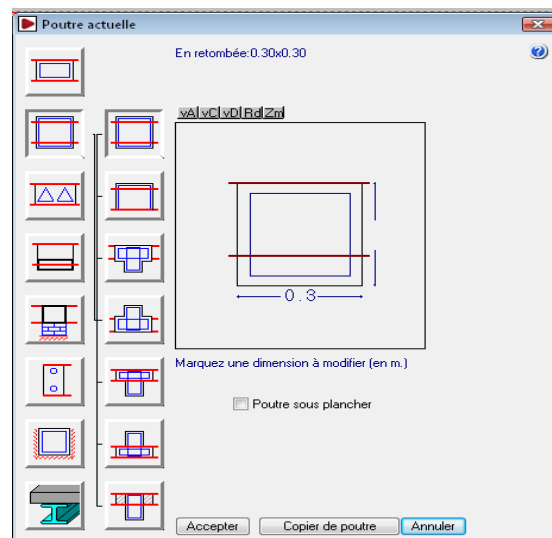 Poutre actuelle
En retombée:0.30x0.30
vA vC vD Rd Zm
0.3
Marquez une dimension à modifier (en m.)
Poutre sous plancher
Accepter Copier de poutre Annuler